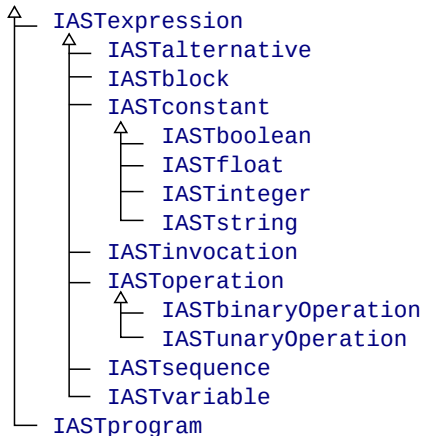 IASTexpression
IASTalternative
IASTblock
IASTconstant
IASTboolean
IASTfloat
IASTinteger
IASTstring
IASTinvocation
IASToperation
IASTbinaryOperation
IASTunaryOperation
IASTsequence
IASTvariable
IASTprogram